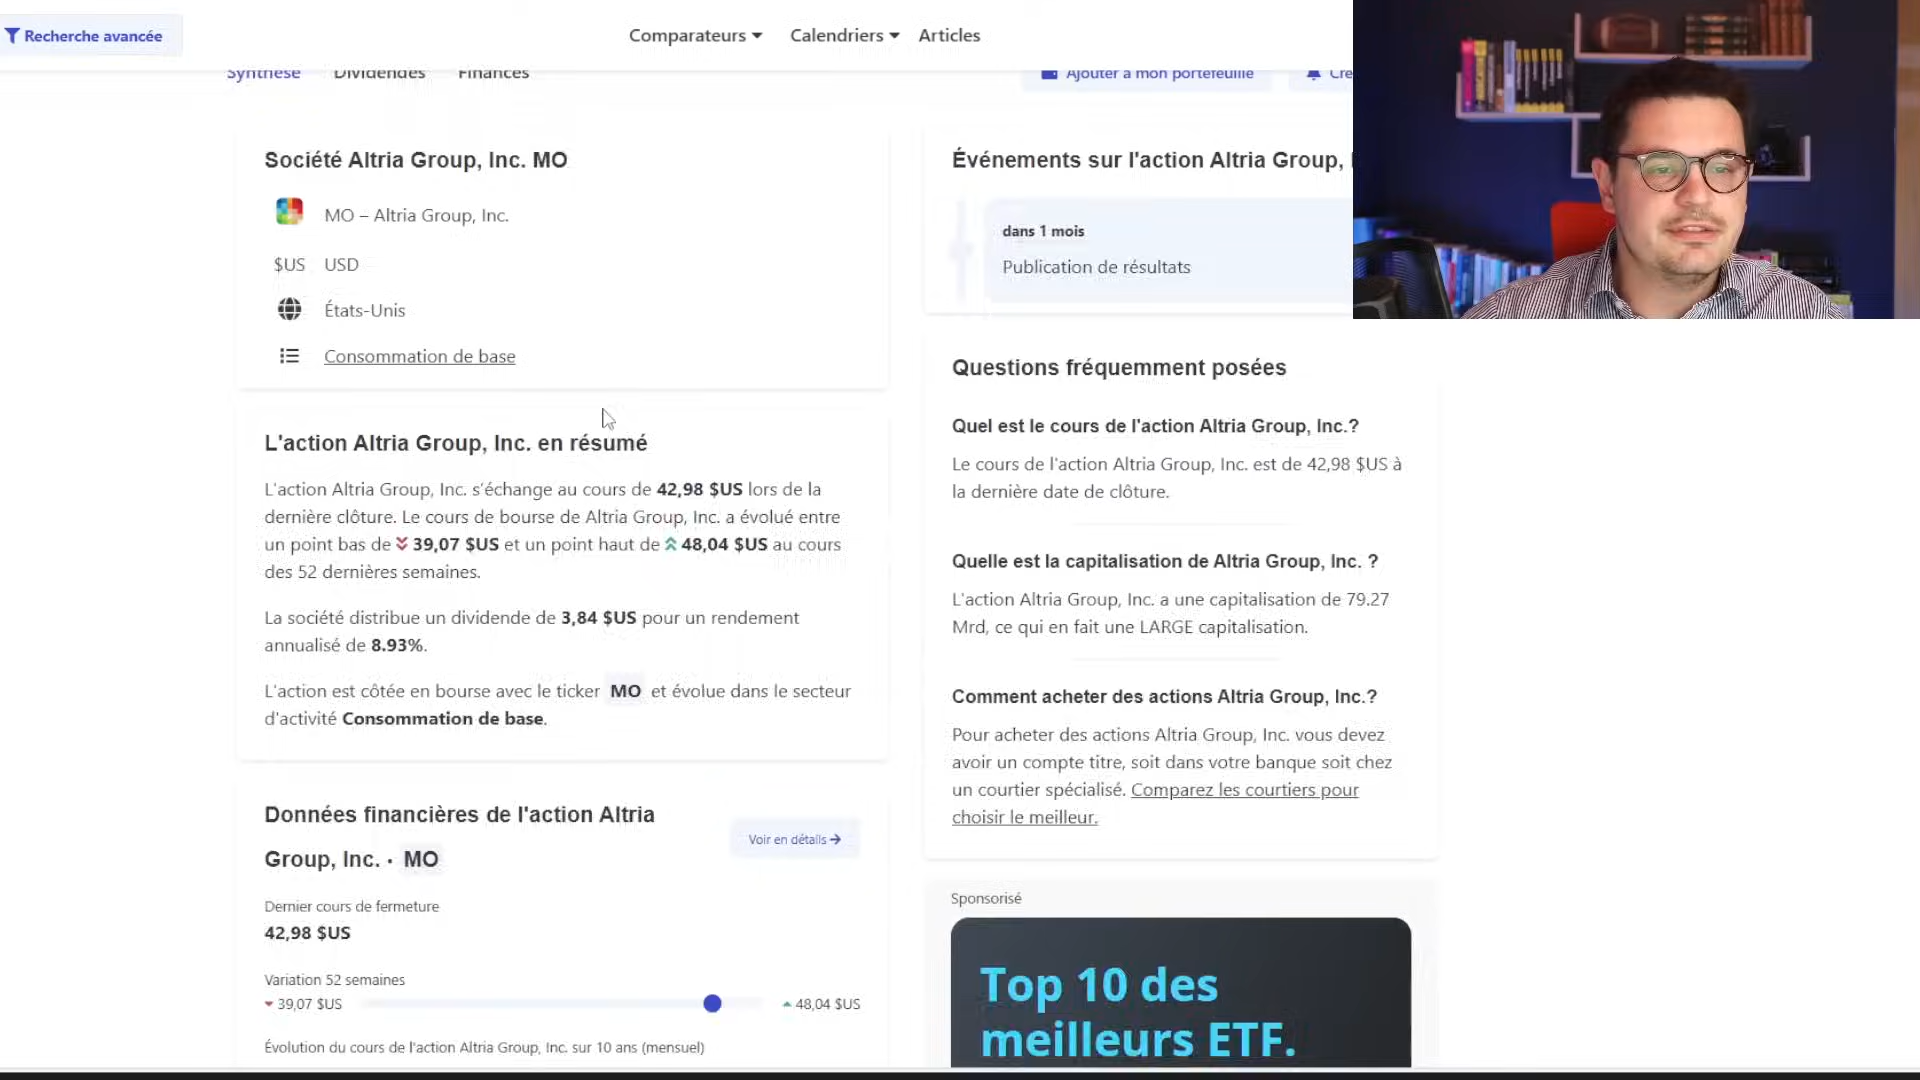 Recherche avancée
Comparateurs
Calendriers
Articles
Synthèse
Dividendes
Finances
Ajouter à mon portefeuille
Société Altria Group, Inc. MO
MO – Altria Group, Inc.
$US USD
États-Unis
Consommation de base
L'action Altria Group, Inc. en résumé
L'action Altria Group, Inc. s'échange au cours de 42,98 $US lors de la
dernière clôture. Le cours de bourse de Altria Group, Inc. a évolué entre
un point bas de 39,07 $US et un point haut de 48,04 $US au cours
des 52 dernières semaines.
La société distribue un dividende de 3,84 $US pour un rendement
annualisé de 8.93%.
L'action est côtée en bourse avec le ticker MO et évolue dans le secteur
d'activité Consommation de base.
Données financières de l'action Altria
Group, Inc. · MO
Voir en détails
Dernier cours de fermeture
42,98 $US
Variation 52 semaines
39,07 $US
48,04 $US
Évolution du cours de l'action Altria Group, Inc. sur 10 ans (mensuel)
Événements sur l'action Altria Group,
dans 1 mois
Publication de résultats
Questions fréquemment posées
Quel est le cours de l'action Altria Group, Inc.?
Le cours de l'action Altria Group, Inc. est de 42,98 $US à
la dernière date de clôture.
Quelle est la capitalisation de Altria Group, Inc. ?
L'action Altria Group, Inc. a une capitalisation de 79.27
Mrd, ce qui en fait une LARGE capitalisation.
Comment acheter des actions Altria Group, Inc.?
Pour acheter des actions Altria Group, Inc. vous devez
avoir un compte titre, soit dans votre banque soit chez
un courtier spécialisé. Comparez les courtiers pour
choisir le meilleur.
Sponsorisé
Top 10 des
meilleurs ETF.